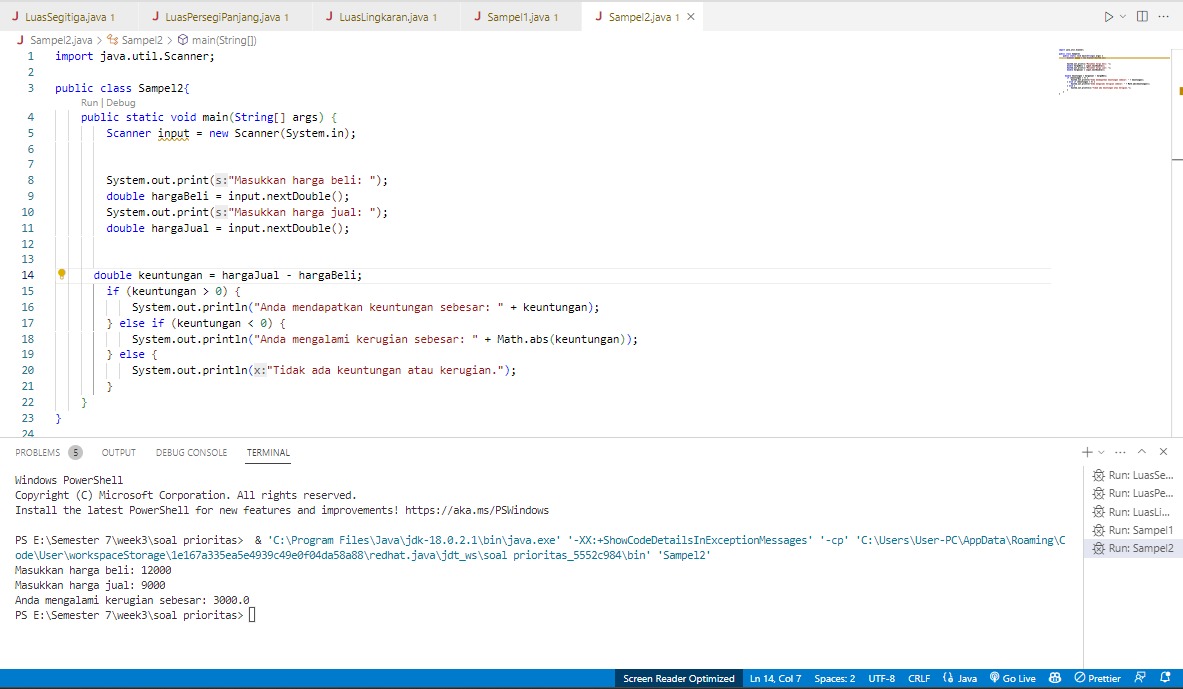 J LuasSegitiga.java 1 J LuasPersegiPanjang.java 1 J LuasLingkaran.java 1 J Sampel1.java 1 J Sampel2.java 1
J Sampel2.java > Sampel2 > main(String[])
1 import java.util.Scanner;
2
3 public class Sampel2{
Run | Debug
4 public static void main(String[] args) {
5 Scanner input = new Scanner(System.in);
6
7
8 System.out.print(s:"Masukkan harga beli: ");
9 double hargaBeli = input.nextDouble();
10 System.out.print(s:"Masukkan harga jual: ");
11 double hargaJual = input.nextDouble();
12
13
14 double keuntungan = hargaJual - hargaBeli;
15 if (keuntungan > 0) {
16 System.out.println("Anda mendapatkan keuntungan sebesar: " + keuntungan);
17 } else if (keuntungan < 0) {
18 System.out.println("Anda mengalami kerugian sebesar: " + Math.abs(keuntungan));
19 } else {
20 System.out.println(x:"Tidak ada keuntungan atau kerugian.");
21 }
22 }
23 }
24
PROBLEMS 5 OUTPUT DEBUG CONSOLE TERMINAL
Windows PowerShell
Copyright (C) Microsoft Corporation. All rights reserved.
Install the latest PowerShell for new features and improvements! https://aka.ms/PSWindows
PS E:\Semester 7\week3\soal prioritas> & 'C:\Program Files\Java\jdk-18.0.2.1\bin\java.exe' '-XX:+ShowCodeDetailsInExceptionMessages' '-cp' 'C:\Users\User-PC\AppData\Roaming\C
ode\User\workspaceStorage\1e167a335ea5e4939c49e0f04da58a88\redhat.java\jdt_ws\soal prioritas_5552c984\bin' 'Sampel2'
Masukkan harga beli: 12000
Masukkan harga jual: 9000
Anda mengalami kerugian sebesar: 3000.0
PS E:\Semester 7\week3\soal prioritas>
Run: LuasSe...
Run: LuasPe...
Run: LuasLi...
Run: Sampel1
Run: Sampel2
Screen Reader Optimized Ln 14, Col 7 Spaces: 2 UTF-8 CRLF {} Java Go Live Prettier